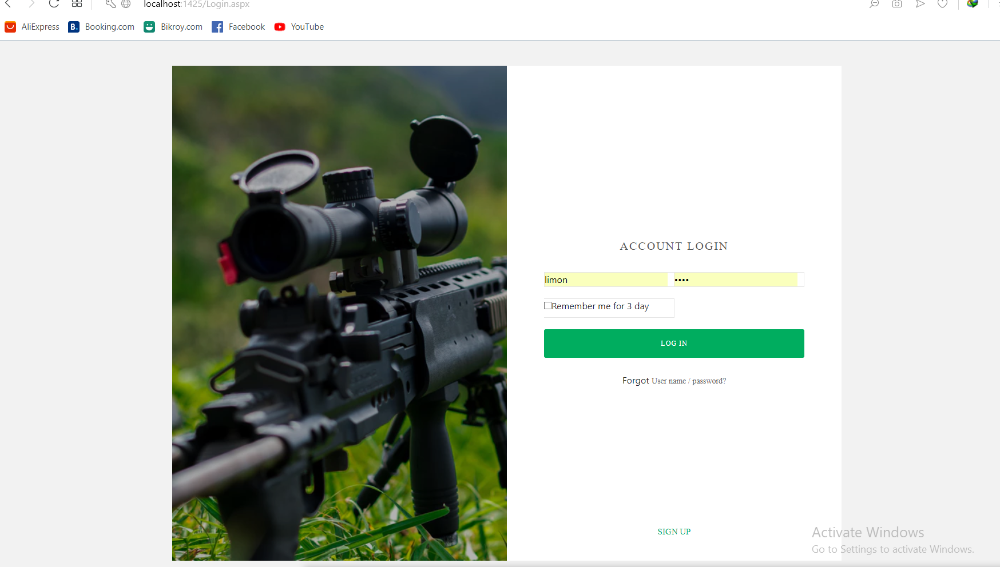 localhost:1425/Login.aspx
AliExpress B. Booking.com Bikroy.com Facebook YouTube
ACCOUNT LOGIN
limon ••••
Remember me for 3 day
LOG IN
Forgot User name / password?
SIGN UP
Activate Windows
Go to Settings to activate Windows.